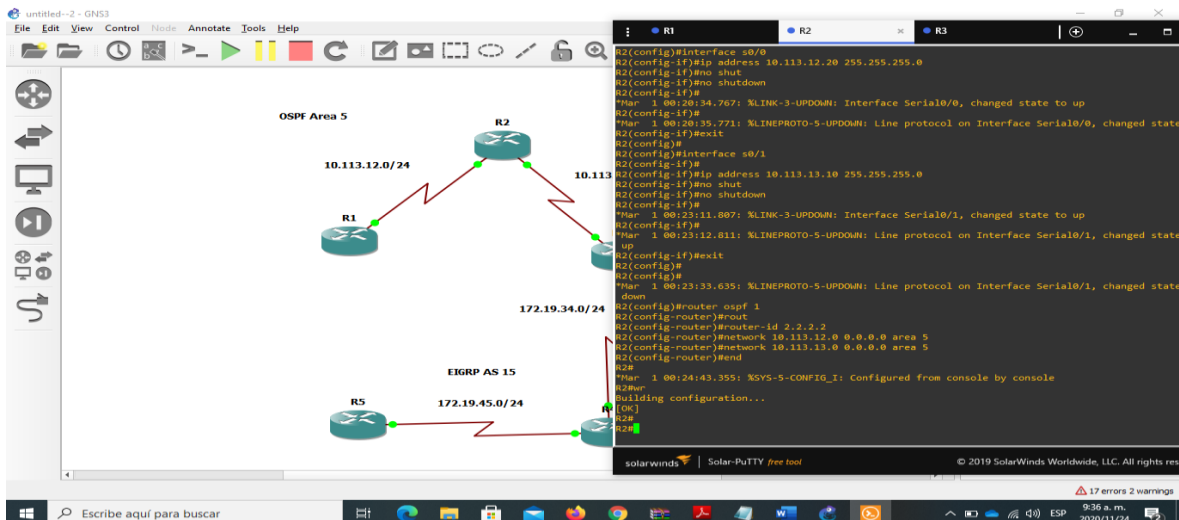 untitled--2 - GNS3
File Edit View Control Node Annotate Tools Help
OSPF Area 5
R2
10.113.12.0/24
10.113
R1
172.19.34.0/24
EIGRP AS 15
R5
172.19.45.0/24
R1
R2
R3
R2(config)#interface s0/0
R2(config-if)#ip address 10.113.12.20 255.255.255.0
R2(config-if)#no shut
R2(config-if)#no shutdown
R2(config-if)#
*Mar 1 00:20:34.767: %LINK-3-UPDOWN: Interface Serial0/0, changed state to up
R2(config-if)#
*Mar 1 00:20:35.771: %LINEPROTO-5-UPDOWN: Line protocol on Interface Serial0/0, changed state
R2(config-if)#exit
R2(config)#
R2(config)#interface s0/1
R2(config-if)#
R2(config-if)#ip address 10.113.13.10 255.255.255.0
R2(config-if)#no shut
R2(config-if)#no shutdown
R2(config-if)#
*Mar 1 00:23:11.807: %LINK-3-UPDOWN: Interface Serial0/1, changed state to up
R2(config-if)#
*Mar 1 00:23:12.811: %LINEPROTO-5-UPDOWN: Line protocol on Interface Serial0/1, changed state
up
R2(config-if)#exit
R2(config)#
R2(config)#
*Mar 1 00:23:33.635: %LINEPROTO-5-UPDOWN: Line protocol on Interface Serial0/1, changed state
down
R2(config)#router ospf 1
R2(config-router)#rout
R2(config-router)#router-id 2.2.2.2
R2(config-router)#network 10.113.12.0 0.0.0.0 area 5
R2(config-router)#network 10.113.13.0 0.0.0.0 area 5
R2(config-router)#end
R2#
*Mar 1 00:24:43.355: %SYS-5-CONFIG_I: Configured from console by console
R2#wr
Building configuration...
[OK]
R2#
R2#
solarwinds Solar-PuTTY free tool © 2019 SolarWinds Worldwide, LLC. All rights res
17 errors 2 warnings
Escribe aquí para buscar
ESP
9:36 a. m.
2020/11/24